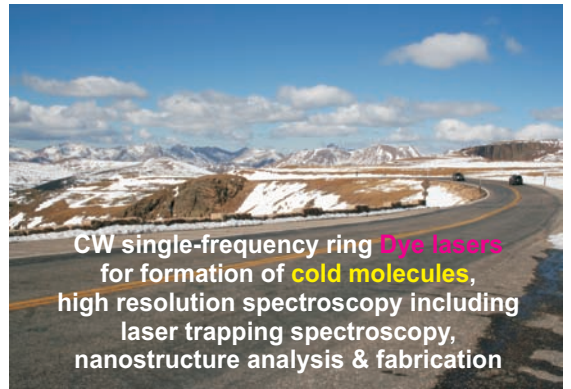 CW single-frequency ring Dye lasers
for formation of cold molecules,
high resolution spectroscopy including
laser trapping spectroscopy,
nanostructure analysis & fabrication